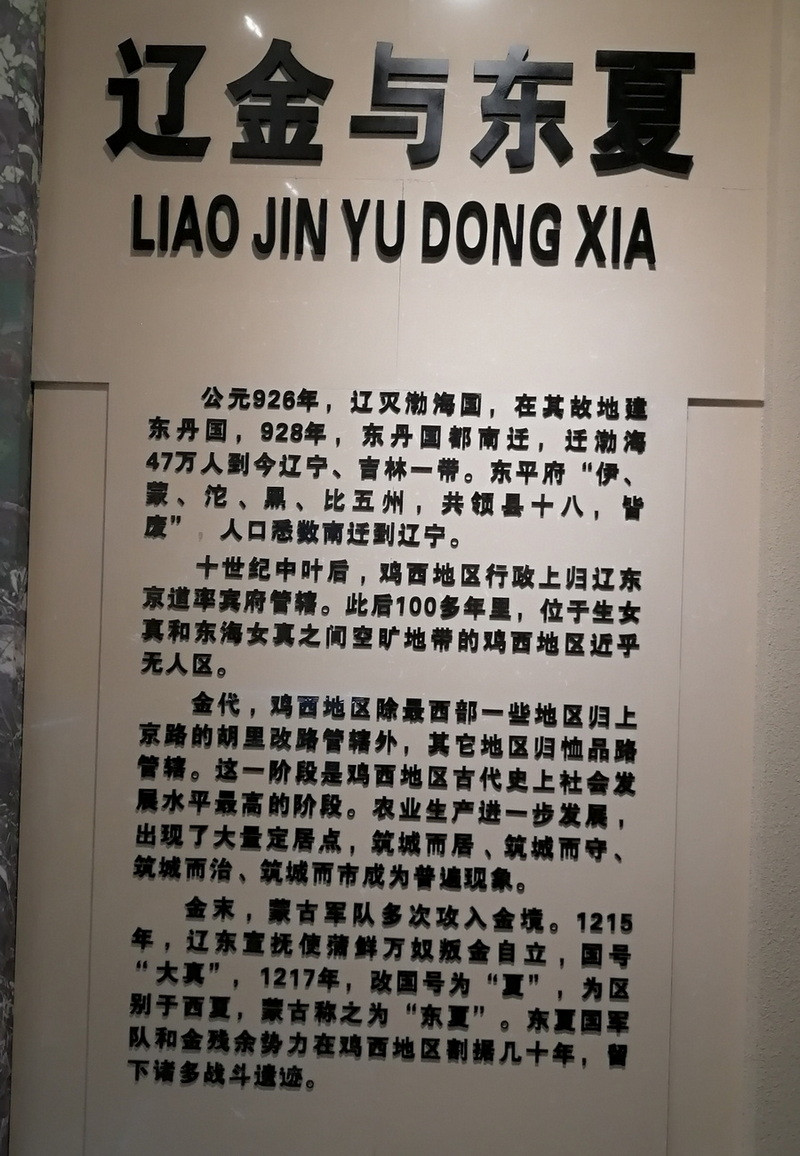 辽金与东夏
LIAO JIN YU DONG XIA
公元926年，辽灭渤海国，在其故地建
东丹国，928年，东丹国都南迁，迁渤海
47万人到今辽宁、吉林一带。东平府“伊、
蒙、沱、黑、比五州，共领县十八，皆
废”，人口悉数南迁到辽宁。
十世纪中叶后，鸡西地区行政上归辽东
京道率宾府管辖。此后100多年里，位于生女
真和东海女真之间空旷地带的鸡西地区近乎
无人区。
金代，鸡西地区除最西部一些地区归上
京路的胡里改路管辖外，其它地区归恤品路
管辖。这一阶段是鸡西地区古代史上社会发
展水平最高的阶段。农业生产进一步发展，
出现了大量定居点，筑城而居、筑城而守、
筑城而治、筑城而市成为普遍现象。
金末，蒙古军队多次攻入金境。1215
年，辽东宣抚使蒲鲜万奴叛金自立，国号
“大真”，1217年，改国号为“夏”，为区
别于西夏，蒙古称之为“东夏”。东夏国军
队和金残余势力在鸡西地区割据几十年，留
下诸多战斗遗迹。